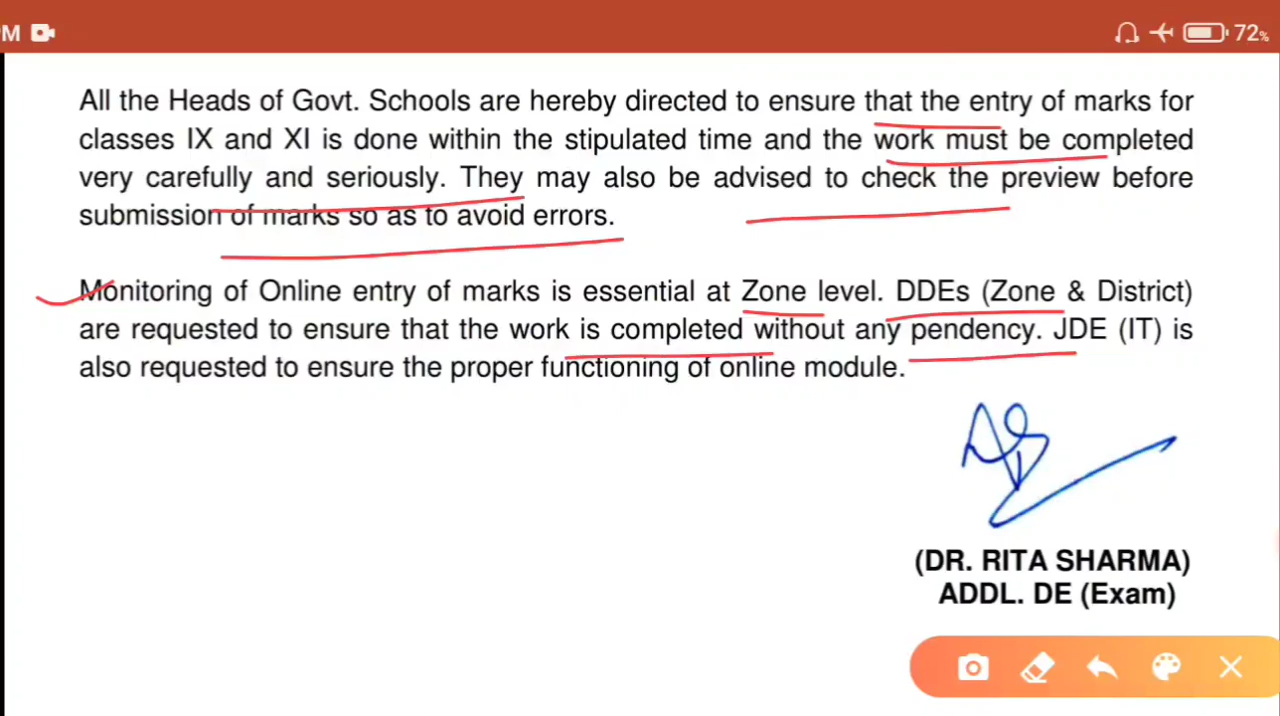 M
72%
All the Heads of Govt. Schools are hereby directed to ensure that the entry of marks for
classes IX and XI is done within the stipulated time and the work must be completed
very carefully and seriously. They may also be advised to check the preview before
submission of marks so as to avoid errors.
Monitoring of Online entry of marks is essential at Zone level. DDEs (Zone & District)
are requested to ensure that the work is completed without any pendency. JDE (IT) is
also requested to ensure the proper functioning of online module.
(DR. RITA SHARMA)
ADDL. DE (Exam)